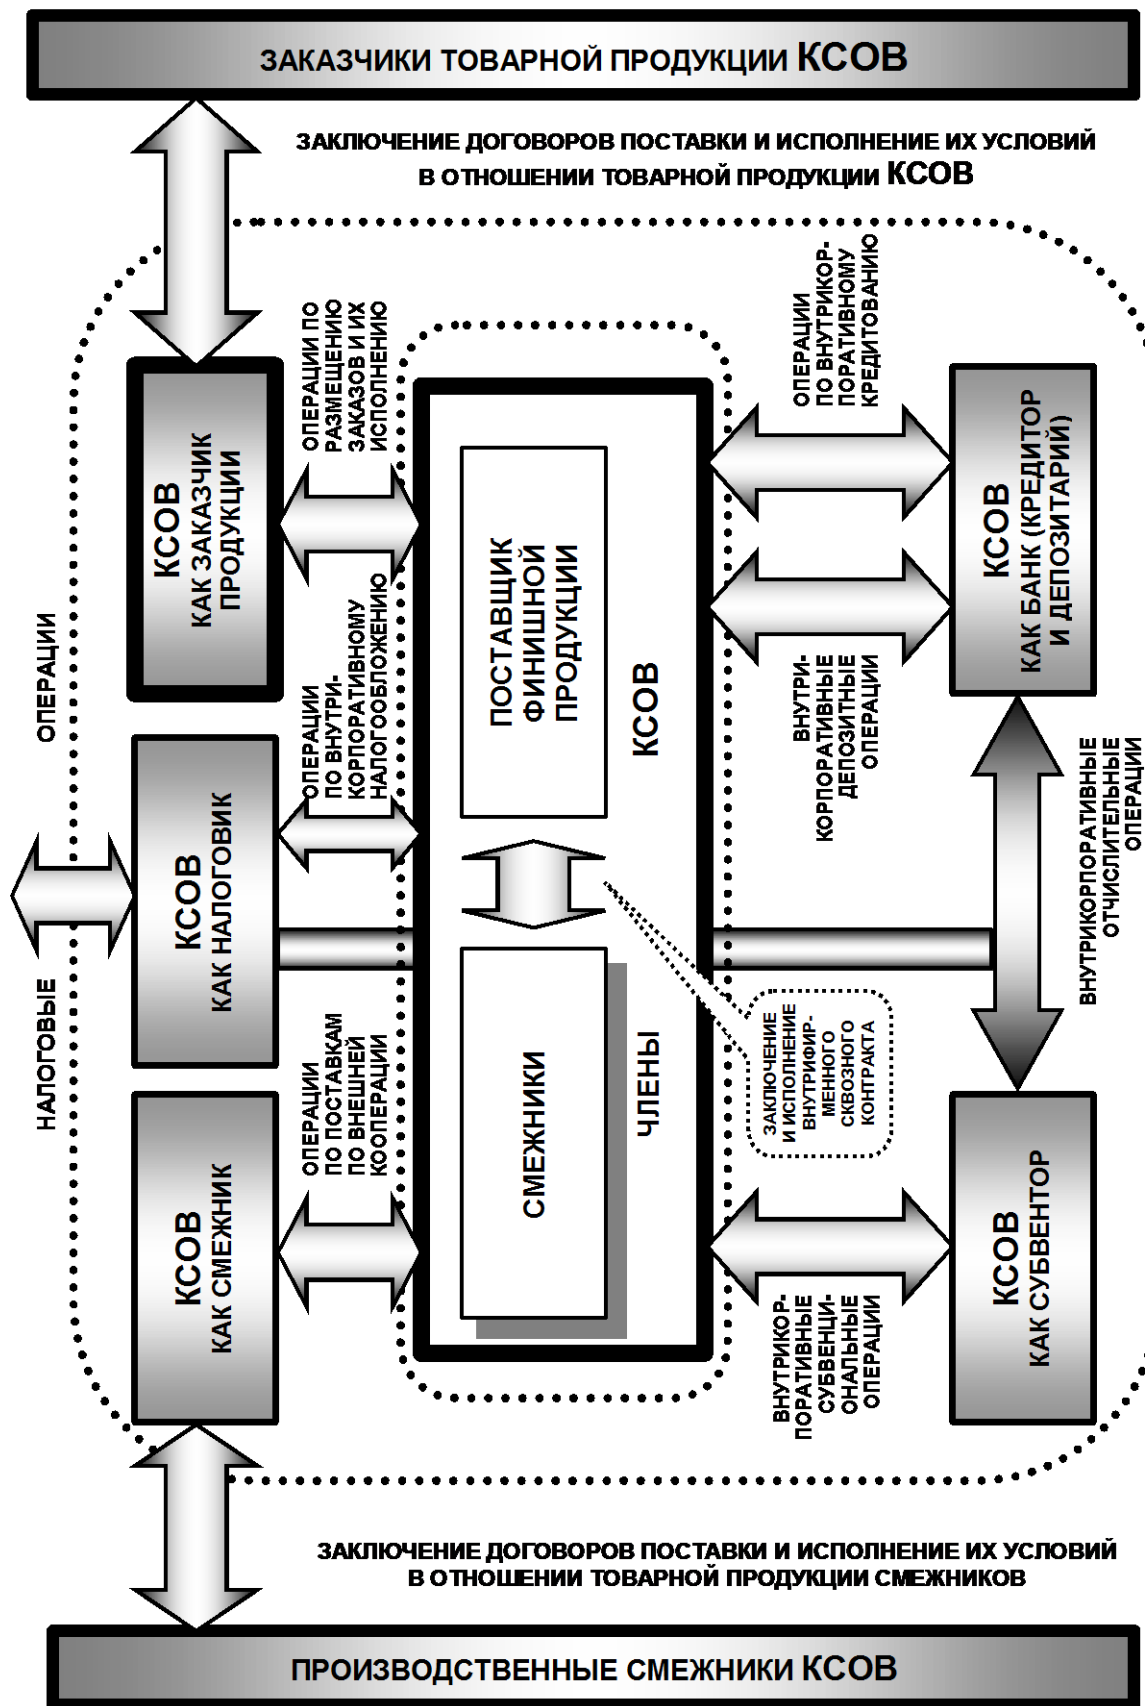 ЗАКАЗЧИКИ ТОВАРНОЙ ПРОДУКЦИИ КСОВ
ЗАКЛЮЧЕНИЕ ДОГОВОРОВ ПОСТАВКИ И ИСПОЛНЕНИЕ ИХ УСЛОВИЙ
В ОТНОШЕНИИ ТОВАРНОЙ ПРОДУКЦИИ КСОВ
ОПЕРАЦИИ ПО
РАЗМЕЩЕНИЮ
ЗАКАЗОВ И ИХ
ИСПОЛНЕНИЮ
ОПЕРАЦИИ
ПО ВНУТРИКОР-
ПОРАТИВНОМУ
КРЕДИТОВАНИЮ
КСОВ
КАК ЗАКАЗЧИК
ПРОДУКЦИИ
ПОСТАВЩИК
ФИНИШНОЙ
ПРОДУКЦИИ
КСОВ
КАК БАНК (КРЕДИТОР
И ДЕПОЗИТАРИЙ)
НАЛОГОВЫЕ
ОПЕРАЦИИ
ОПЕРАЦИИ
ПО ВНУТРИ-
КОРПОРАТИВНОМУ
НАЛОГООБЛОЖЕНИЮ
ЧЛЕНЫ
КСОВ
ВНУТРИ-
КОРПОРАТИВНЫЕ
ДЕПОЗИТНЫЕ
ОПЕРАЦИИ
КСОВ
КАК НАЛОГОВИК
ВНУТРИКОРПОРАТИВНЫЕ
ОТЧИСЛИТЕЛЬНЫЕ
ОПЕРАЦИИ
ЗАКЛЮЧЕНИЕ
И ИСПОЛНЕНИЕ
ВНУТРИФИР-
МЕННОГО
СКВОЗНОГО
КОНТРАКТА
ОПЕРАЦИИ
ПО ПОСТАВКАМ
ПО ВНЕШНЕЙ
КООПЕРАЦИИ
КСОВ
КАК СМЕЖНИК
СМЕЖНИКИ
КСОВ
КАК СУБВЕНТОР
ВНУТРИКОР-
ПОРАТИВНЫЕ
СУБВЕНЦИ-
ОНАЛЬНЫЕ
ОПЕРАЦИИ
ЗАКЛЮЧЕНИЕ ДОГОВОРОВ ПОСТАВКИ И ИСПОЛНЕНИЕ ИХ УСЛОВИЙ
В ОТНОШЕНИИ ТОВАРНОЙ ПРОДУКЦИИ СМЕЖНИКОВ
ПРОИЗВОДСТВЕННЫЕ СМЕЖНИКИ КСОВ